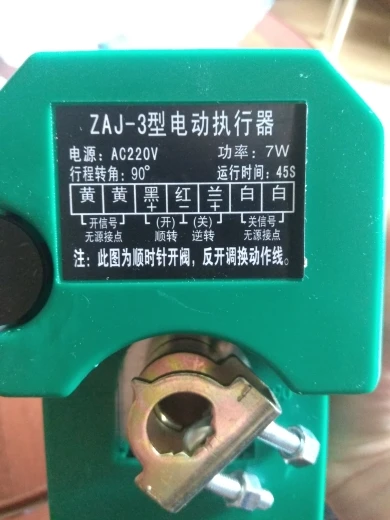 ZAJ-3型电动执行器
电源: AC220V 功率: 7W
行程转角: 90° 运行时间: 45S
黄 黄 黑 红 兰 白 白
+ - +
开信号 (开) (关) 关信号
无源接点 顺转 逆转 无源接点
注: 此图为顺时针开阀, 反开调换动作线。